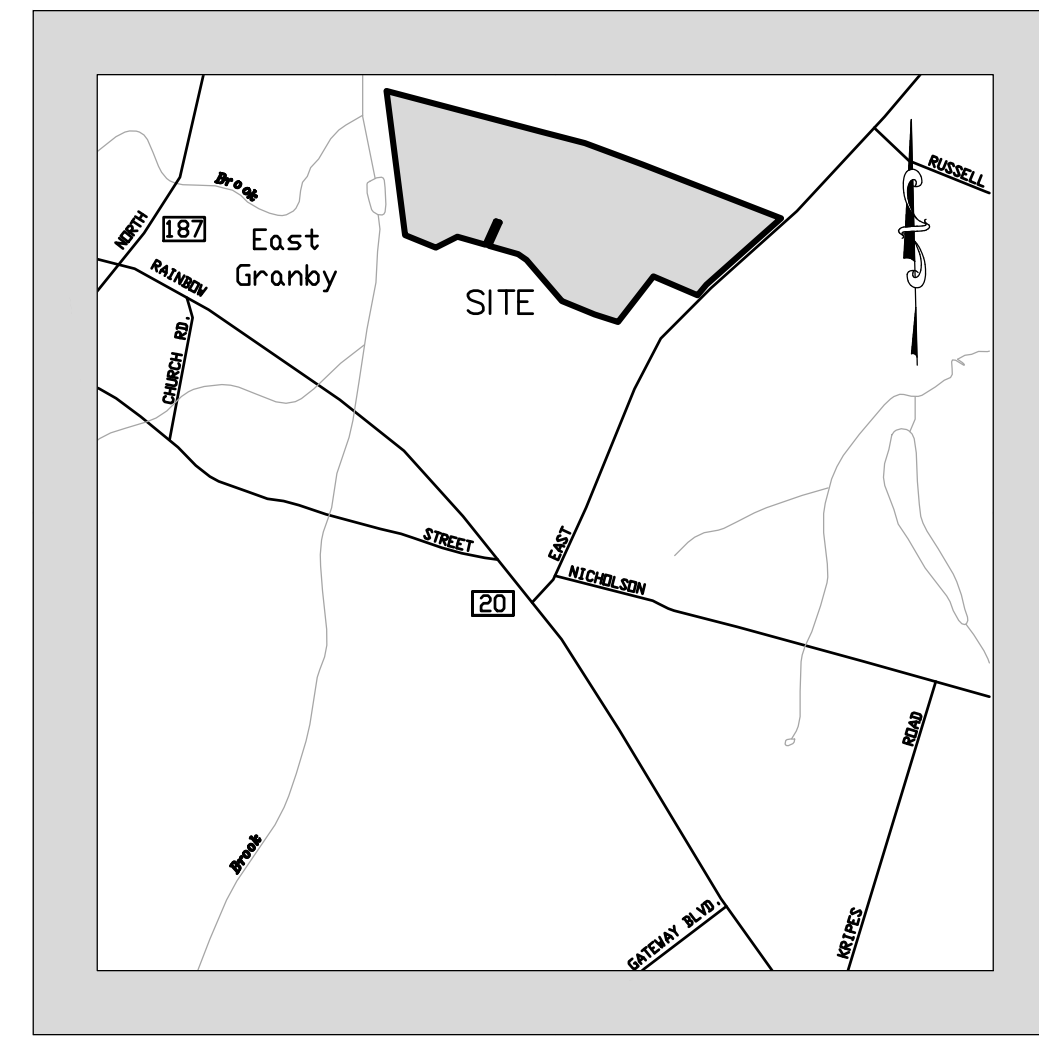 RUSSELL
Brook
NORTH
187
East
Granby
RAINBOW
SITE
CHURCH RD.
STREET
EAST
NICHOLSON
20
ROAD
Brook
GATEWAY BLVD.
KRIPES